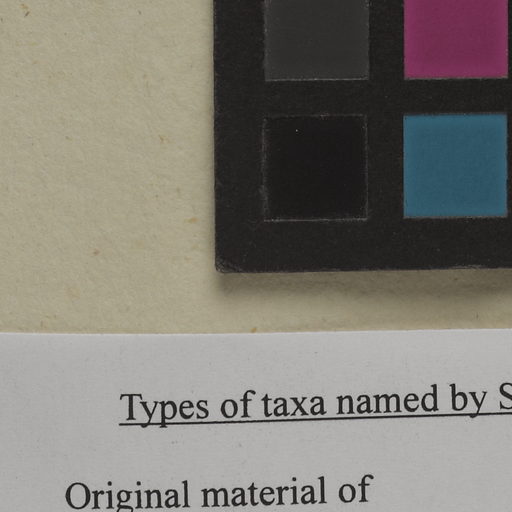 Types of taxa named by S
Original material of